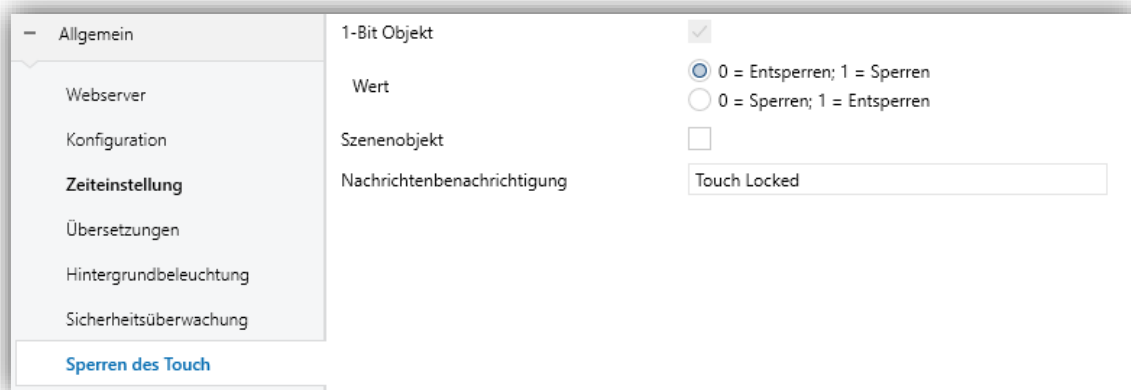 Allgemein
Webserver
Konfiguration
Zeiteinstellung
Übersetzungen
Hintergrundbeleuchtung
Sicherheitsüberwachung
Sperren des Touch
1-Bit Objekt
Wert
0 = Entsperren; 1 = Sperren
0 = Sperren; 1 = Entsperren
Szenenobjekt
Nachrichtenbenachrichtigung
Touch Locked